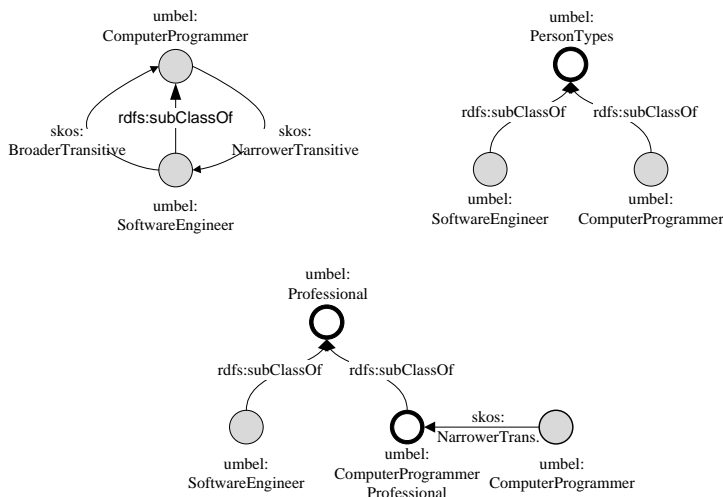 umbel:
ComputerProgrammer
rdfs:subClassOf
skos:
BroaderTransitive
skos:
NarrowerTransitive
umbel:
SoftwareEngineer
umbel:
PersonTypes
rdfs:subClassOf
rdfs:subClassOf
umbel:
SoftwareEngineer
umbel:
ComputerProgrammer
umbel:
Professional
rdfs:subClassOf
rdfs:subClassOf
skos:
NarrowerTrans.
umbel:
SoftwareEngineer
umbel:
ComputerProgrammer
Professional
umbel:
ComputerProgrammer